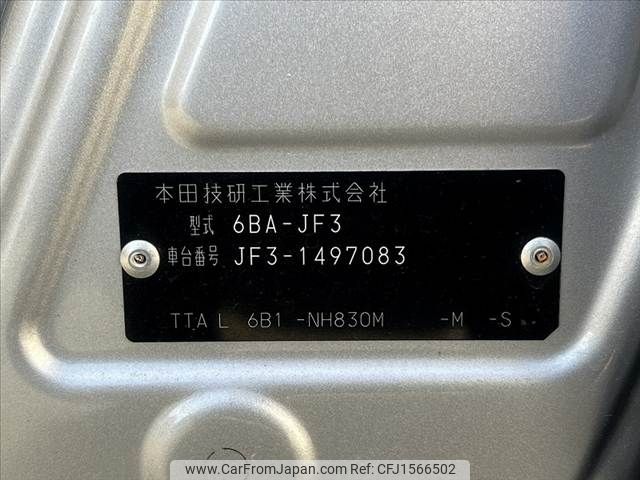 本田技研工業株式会社
型式 6BA-JF3
車台番号 JF3-1497083
TTA L 6B1 -NH830M -M -S
www.CarFromJapan.com © CFJ1566502